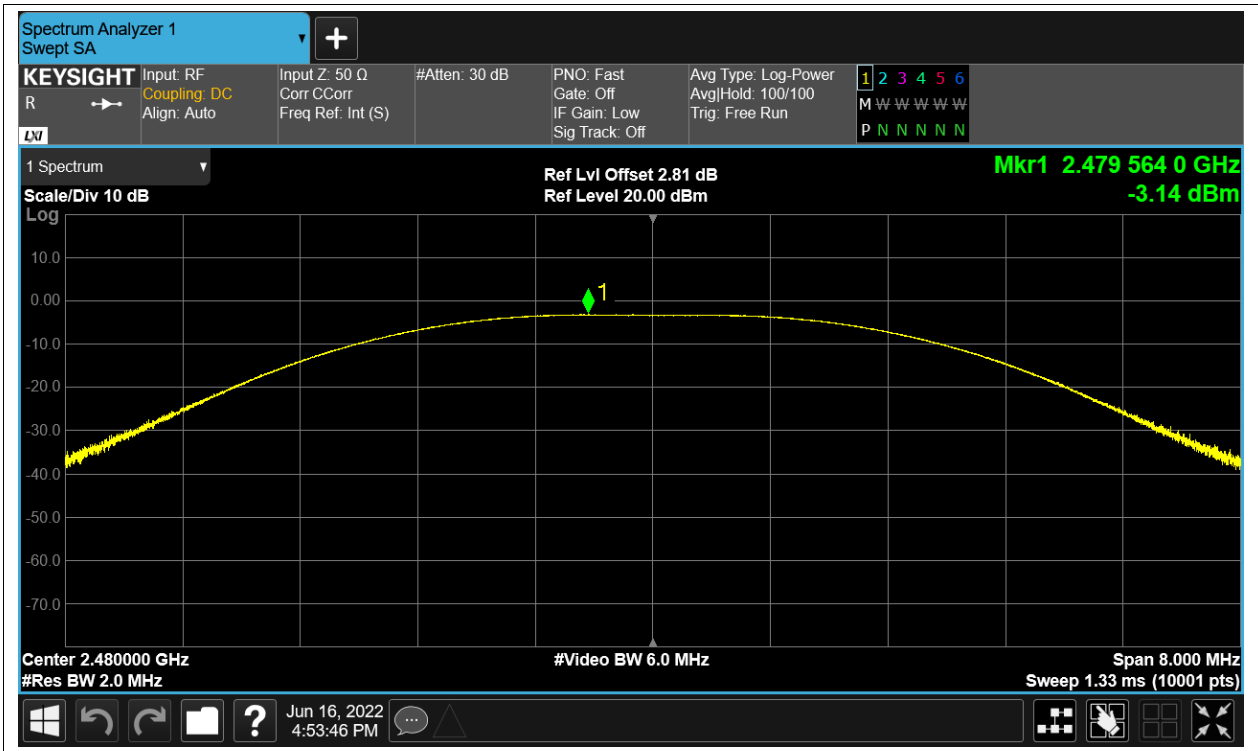 Spectrum Analyzer 1
Swept SA
KEYSIGHT
R
LXI
Input: RF
Coupling: DC
Align: Auto
Input Z: 50 Ω
Corr CCorr
Freq Ref: Int (S)
#Atten: 30 dB
PNO: Fast
Gate: Off
IF Gain: Low
Sig Track: Off
Avg Type: Log-Power
Avg|Hold: 100/100
Trig: Free Run
1 2 3 4 5 6
M W W W W W
P N N N N N
1 Spectrum
Scale/Div 10 dB
Log
Ref Lvl Offset 2.81 dB
Ref Level 20.00 dBm
Mkr1 2.479 564 0 GHz
-3.14 dBm
10.0
0.00
-10.0
-20.0
-30.0
-40.0
-50.0
-60.0
-70.0
1
Center 2.480000 GHz
#Res BW 2.0 MHz
#Video BW 6.0 MHz
Span 8.000 MHz
Sweep 1.33 ms (10001 pts)
?
Jun 16, 2022
4:53:46 PM